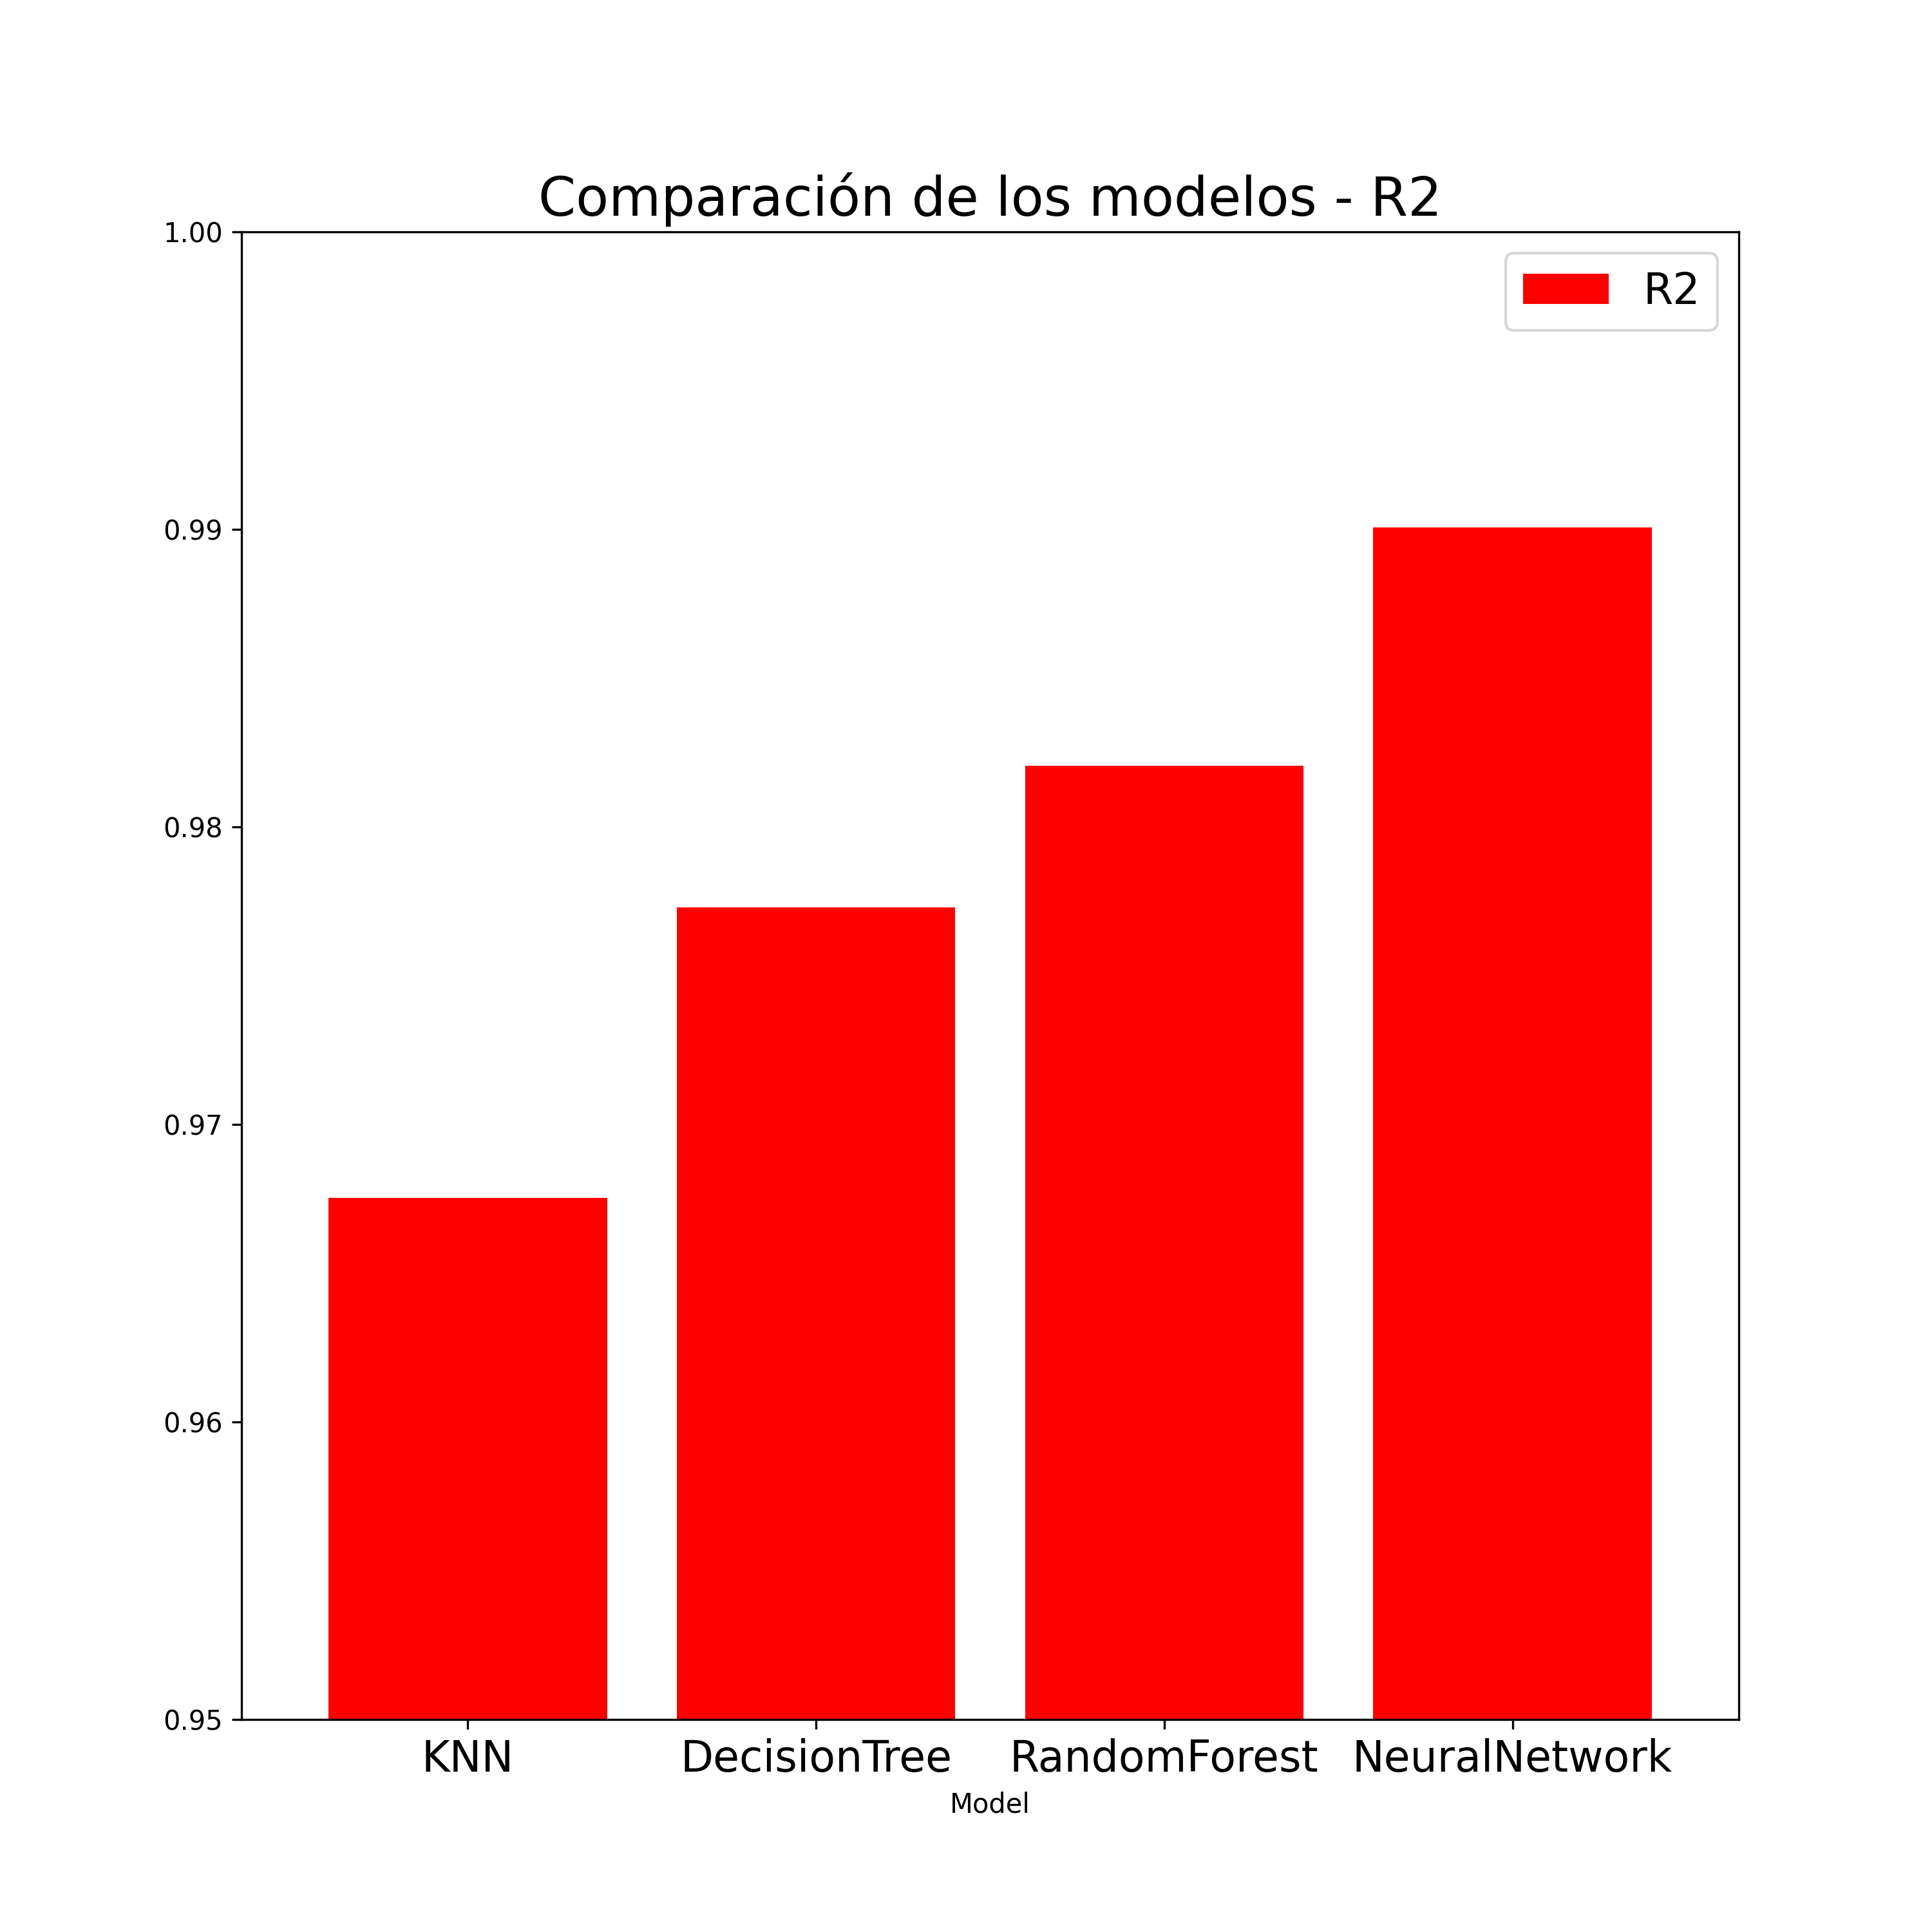 Comparación de los modelos - R2
R2
1.00
0.99
0.98
0.97
0.96
0.95
KNN DecisionTree RandomForest NeuralNetwork
Model